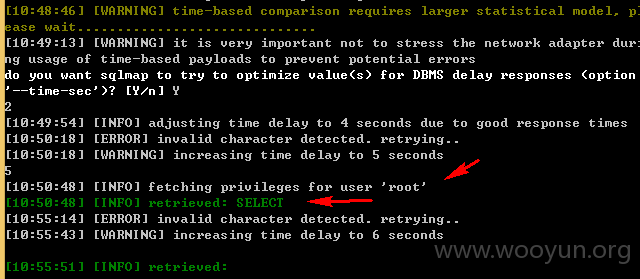 [10:48:46] [WARNING] time-based comparison requires larger statistical model, pl
ease wait..............................
[10:49:13] [WARNING] it is very important not to stress the network adapter duri
ng usage of time-based payloads to prevent potential errors
do you want sqlmap to try to optimize value(s) for DBMS delay responses (option
'--time-sec')? [Y/n] Y
2
[10:49:54] [INFO] adjusting time delay to 4 seconds due to good response times
[10:50:18] [ERROR] invalid character detected. retrying..
[10:50:18] [WARNING] increasing time delay to 5 seconds
5
[10:50:48] [INFO] fetching privileges for user 'root'
[10:50:48] [INFO] retrieved: SELECT
[10:55:14] [ERROR] invalid character detected. retrying..
[10:55:43] [WARNING] increasing time delay to 6 seconds
www.wooyun.org
[10:55:51] [INFO] retrieved: